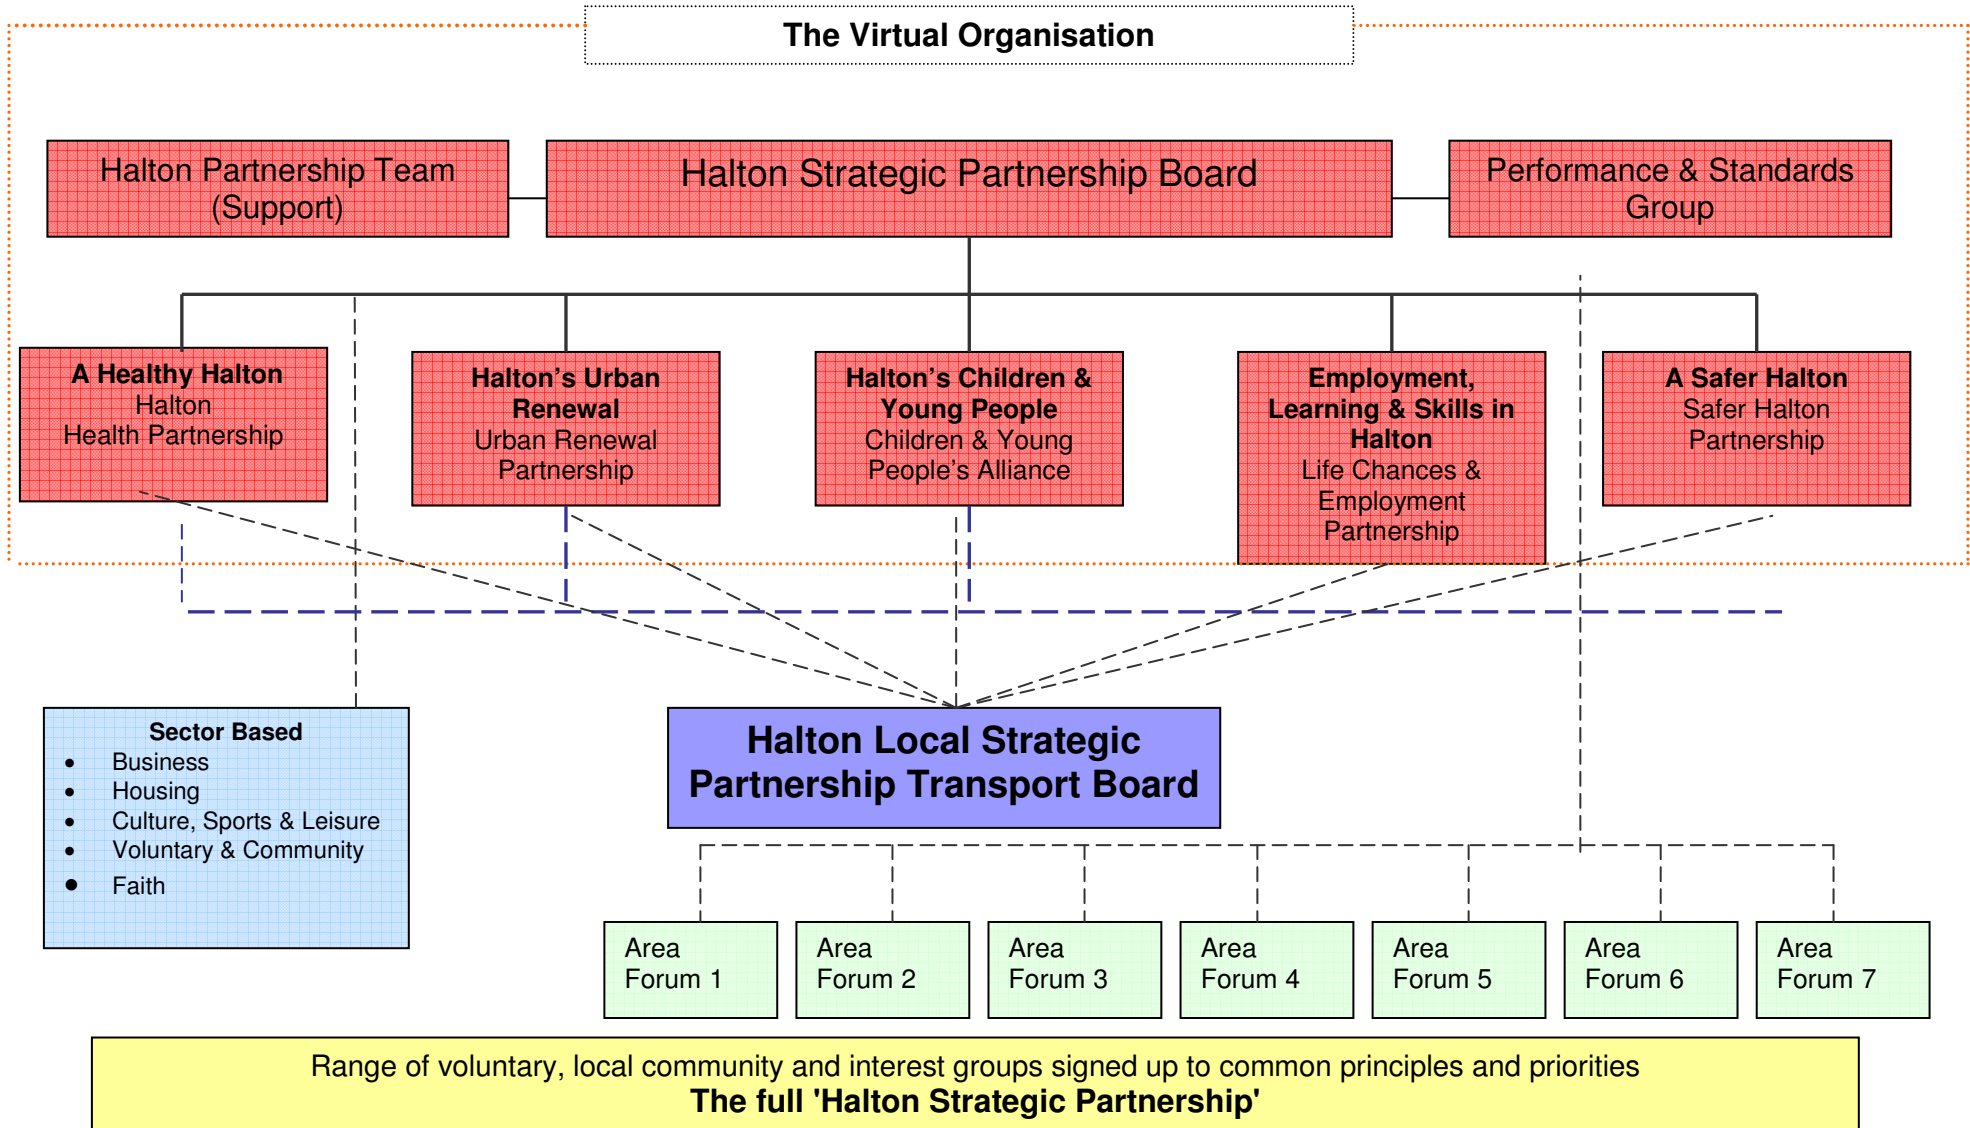 The Virtual Organisation
Halton Partnership Team
(Support)
Halton Strategic Partnership Board
Performance & Standards
Group
A Healthy Halton
Halton
Health Partnership
Halton's Urban
Renewal
Urban Renewal
Partnership
Halton's Children &
Young People
Children & Young
People's Alliance
Employment,
Learning & Skills in
Halton
Life Chances &
Employment
Partnership
A Safer Halton
Safer Halton
Partnership
Sector Based
• Business
• Housing
• Culture, Sports & Leisure
• Voluntary & Community
• Faith
Halton Local Strategic
Partnership Transport Board
Area
Forum 1
Area
Forum 2
Area
Forum 3
Area
Forum 4
Area
Forum 5
Area
Forum 6
Area
Forum 7
Range of voluntary, local community and interest groups signed up to common principles and priorities
The full 'Halton Strategic Partnership'